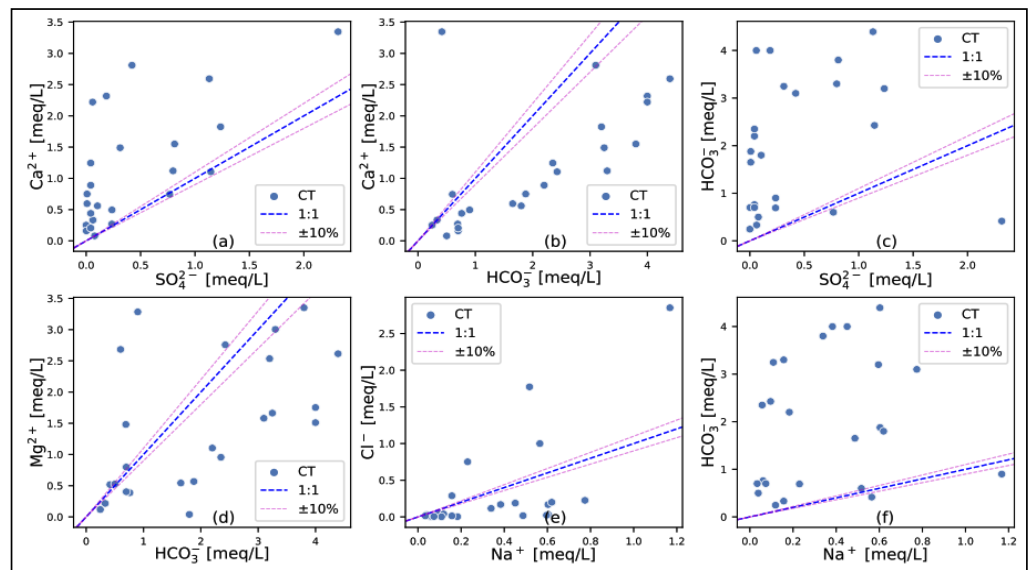 3.5
3.0
2.5
2.0
1.5
1.0
0.5
0.0
Ca²⁺ [meq/L]
CT
1:1
±10%
(a)
0.0 0.5 1.0 1.5 2.0
SO₄²⁻ [meq/L]
3.5
3.0
2.5
2.0
1.5
1.0
0.5
0.0
Ca²⁺ [meq/L]
CT
1:1
±10%
(b)
0 1 2 3 4
HCO₃⁻ [meq/L]
4
3
2
1
0
HCO₃⁻ [meq/L]
CT
1:1
±10%
(c)
0.0 0.5 1.0 1.5 2.0
SO₄²⁻ [meq/L]
3.5
3.0
2.5
2.0
1.5
1.0
0.5
0.0
Mg²⁺ [meq/L]
CT
1:1
±10%
(d)
0 1 2 3 4
HCO₃⁻ [meq/L]
2.5
2.0
1.5
1.0
0.5
0.0
Cl⁻ [meq/L]
CT
1:1
±10%
(e)
0.0 0.2 0.4 0.6 0.8 1.0 1.2
Na⁺ [meq/L]
4
3
2
1
0
HCO₃⁻ [meq/L]
CT
1:1
±10%
(f)
0.0 0.2 0.4 0.6 0.8 1.0 1.2
Na⁺ [meq/L]